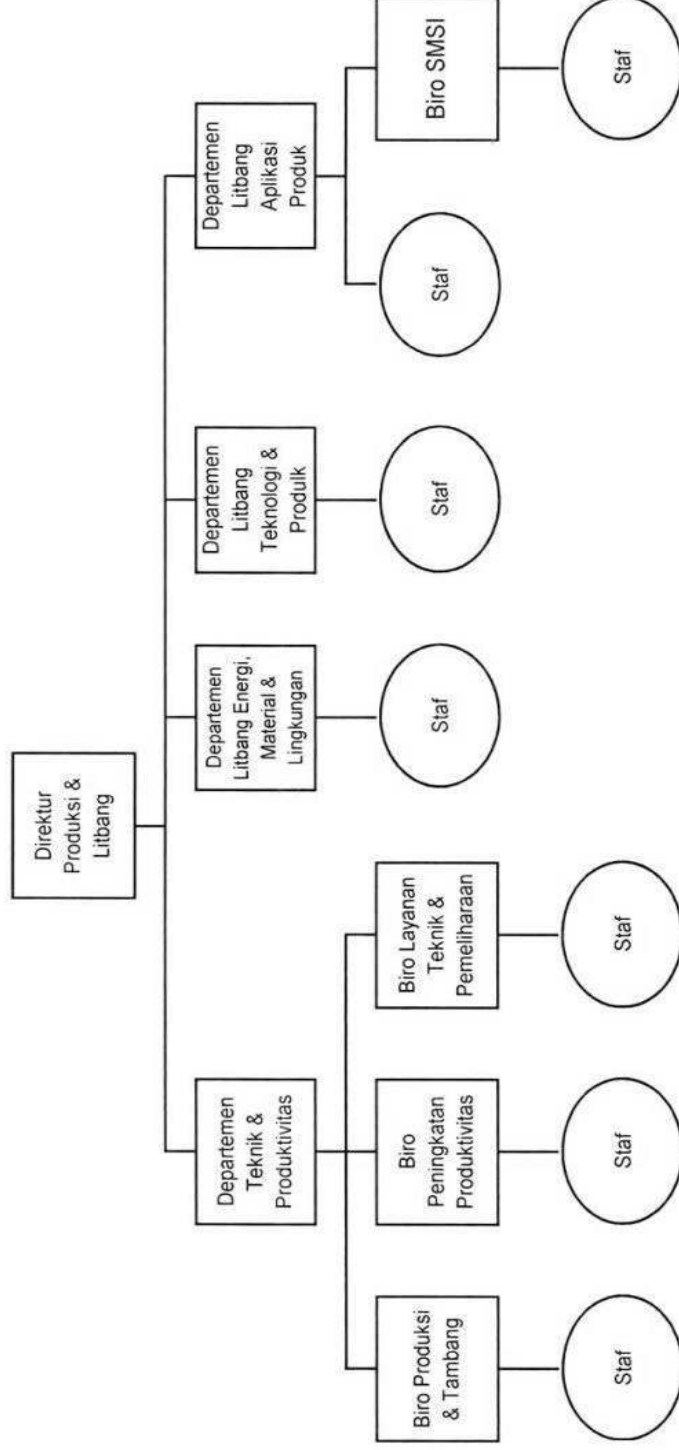 Direktur
Produksi &
Litbang
Departemen
Teknik &
Produktivitas
Departemen
Litbang Energi,
Material &
Lingkungan
Departemen
Litbang
Teknologi &
Produlk
Departemen
Litbang
Aplikasi
Produk
Biro Produksi
& Tambang
Biro
Peningkatan
Produktivitas
Biro Layanan
Teknik &
Pemeliharaan
Staf
Staf
Staf
Biro SMSI
Staf
Staf
Staf
Staf